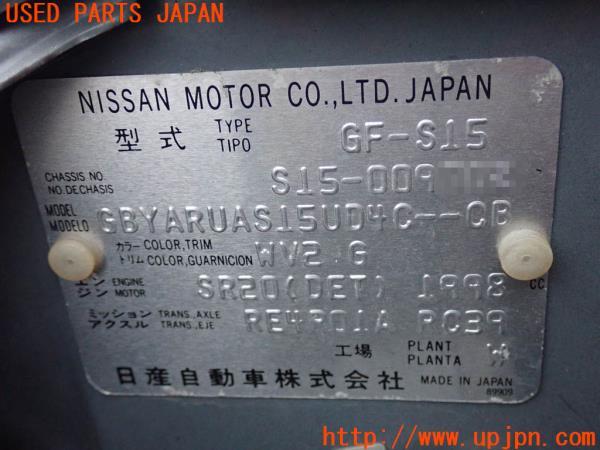 USED PARTS JAPAN
NISSAN MOTOR CO.,LTD.JAPAN
型式 TYPE TIPO GF-S15
CHASSIS NO. NO.DE CHASIS S15-009
MODEL MODELO GBYARUAS15UD4C--CB
カラー COLOR,TRIM トリム COLOR,GUARNICION WV2 G
エンジン ENGINE MOTOR SR20(DET) 1998 CC
ミッション TRANS.,AXLE アクスル TRANS.,EJE RE4R01A RC39
工場 PLANT PLANTA W
日産自動車株式会社 MADE IN JAPAN
89909
http://www.upjpn.com